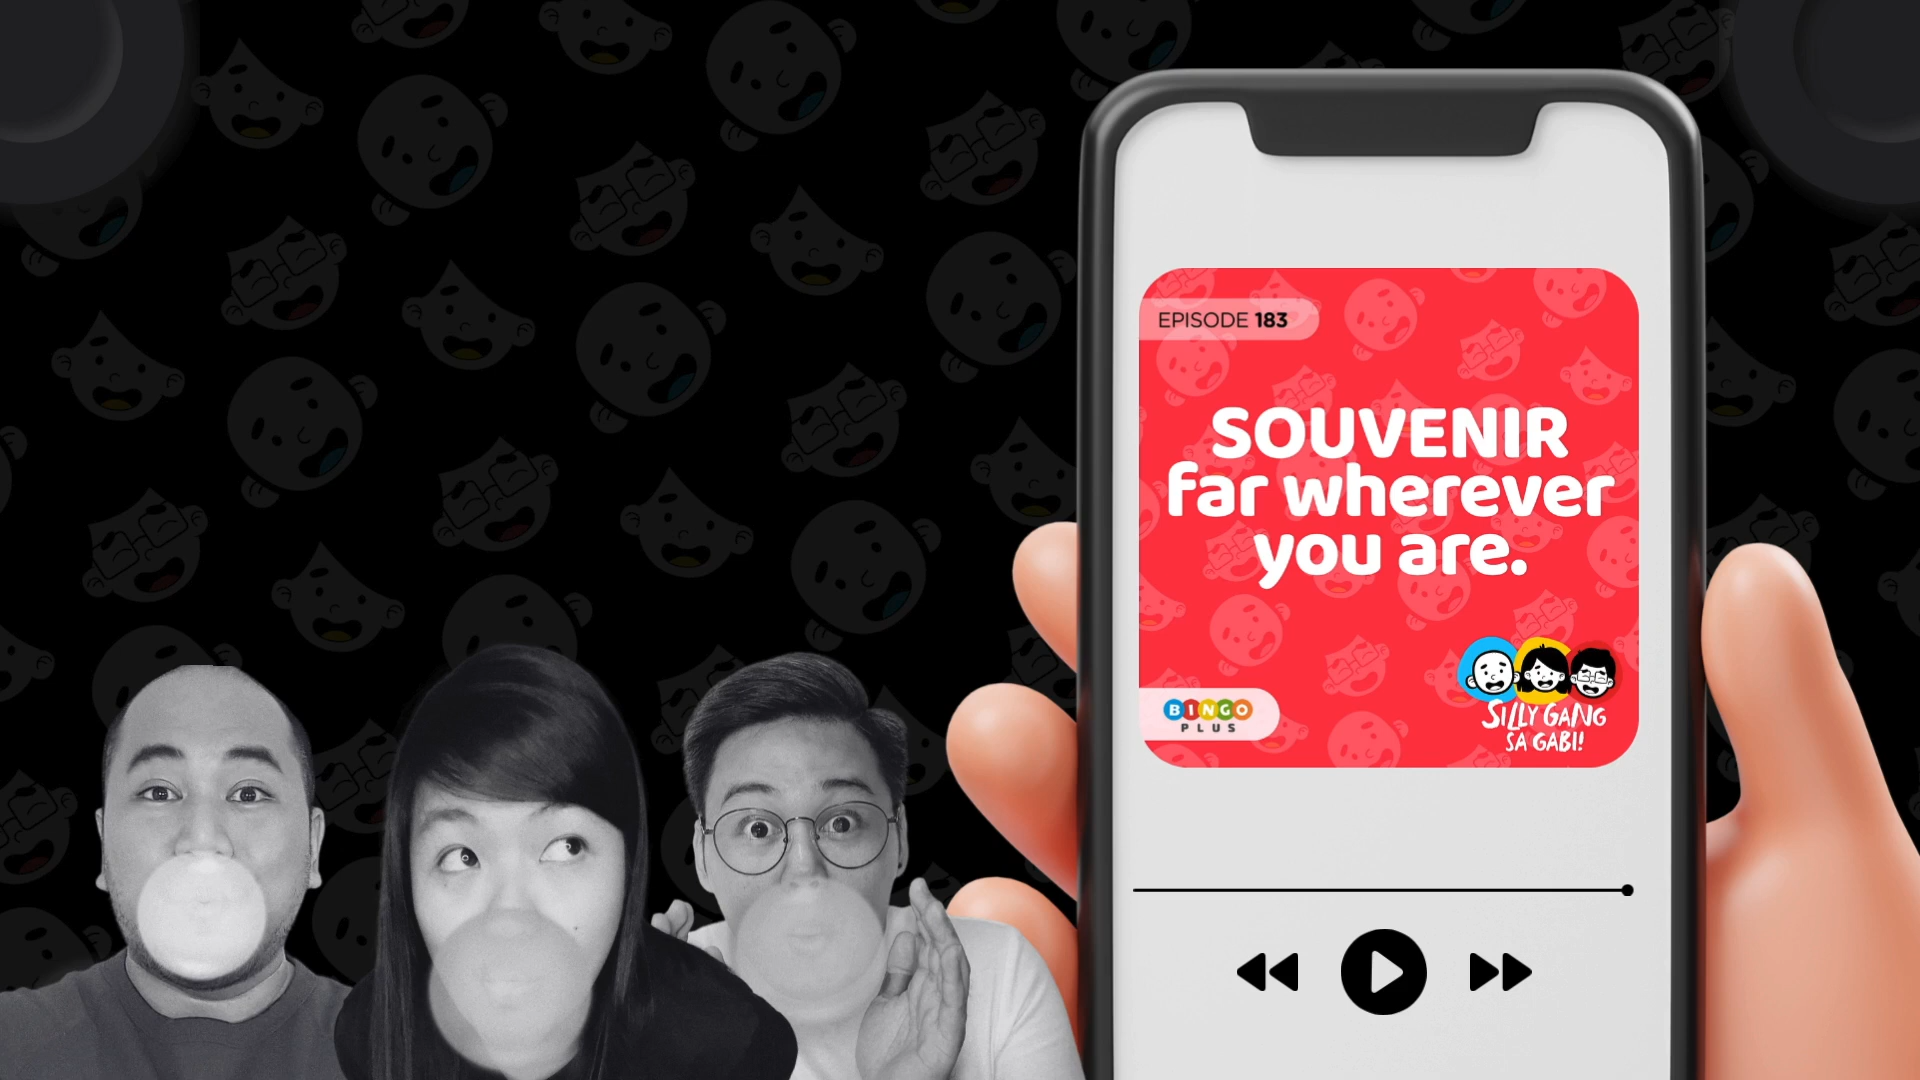 EPISODE 183
SOUVENIR
far wherever
you are.
BINGO
PLUS
SILLY GANG
SA GABI!